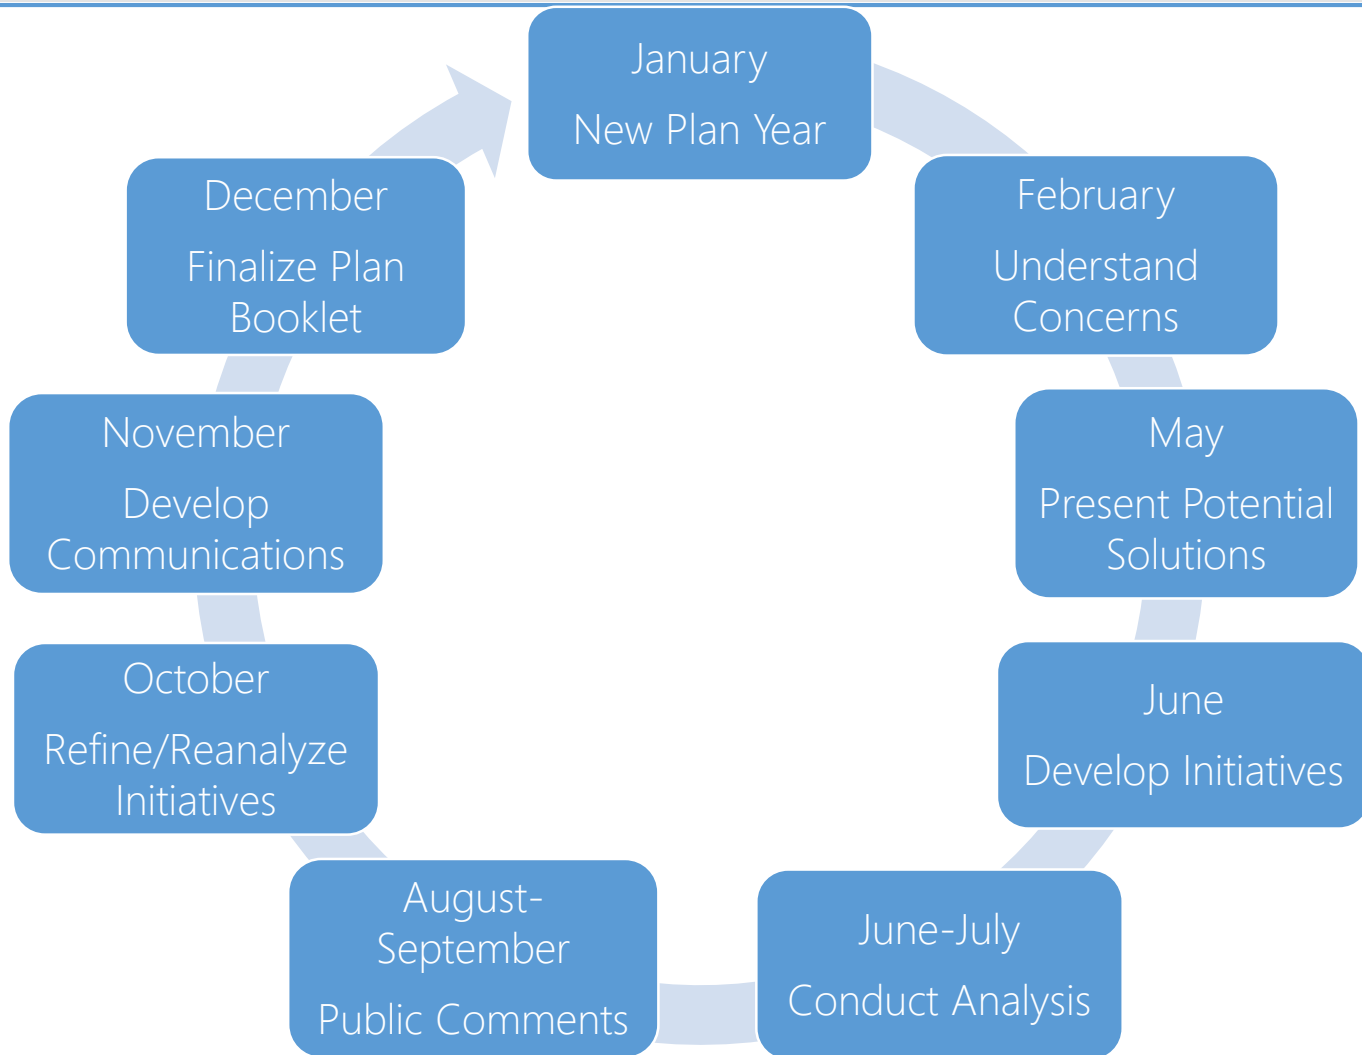 January
New Plan Year
February
Understand
Concerns
May
Present Potential
Solutions
June
Develop Initiatives
June-July
Conduct Analysis
August-
September
Public Comments
October
Refine/Reanalyze
Initiatives
November
Develop
Communications
December
Finalize Plan
Booklet